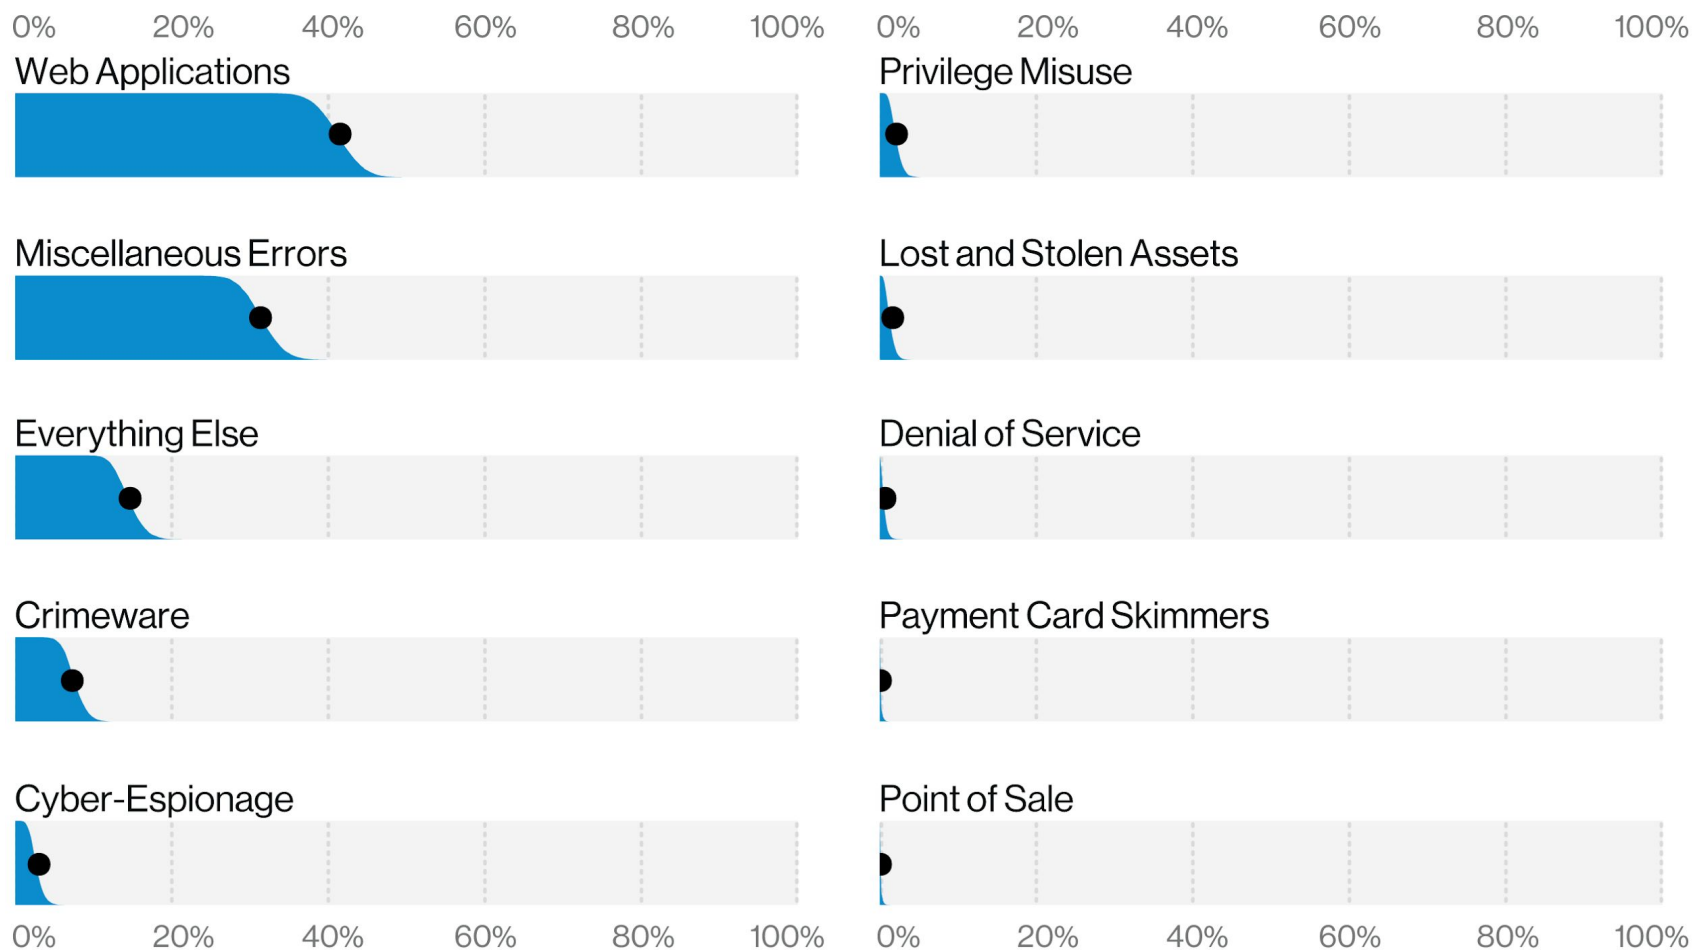 0% 20% 40% 60% 80% 100%
Web Applications
Miscellaneous Errors
Everything Else
Crimeware
Cyber-Espionage
0% 20% 40% 60% 80% 100%
0% 20% 40% 60% 80% 100%
Privilege Misuse
Lost and Stolen Assets
Denial of Service
Payment Card Skimmers
Point of Sale
0% 20% 40% 60% 80% 100%